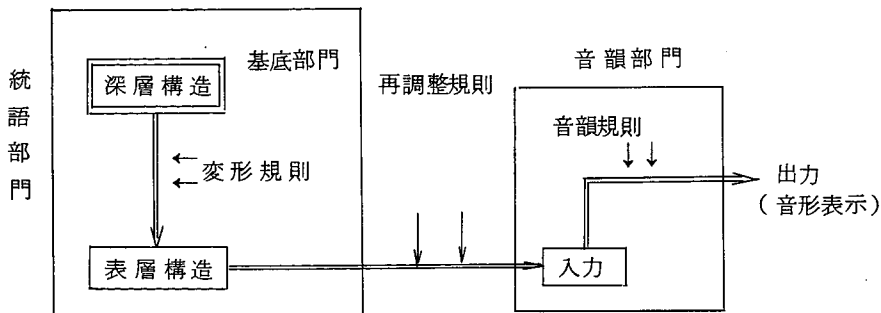 統語部門
基底部門
深層構造
変形規則
表層構造
再調整規則
音韻部門
音韻規則
入力
出力
(音形表示)